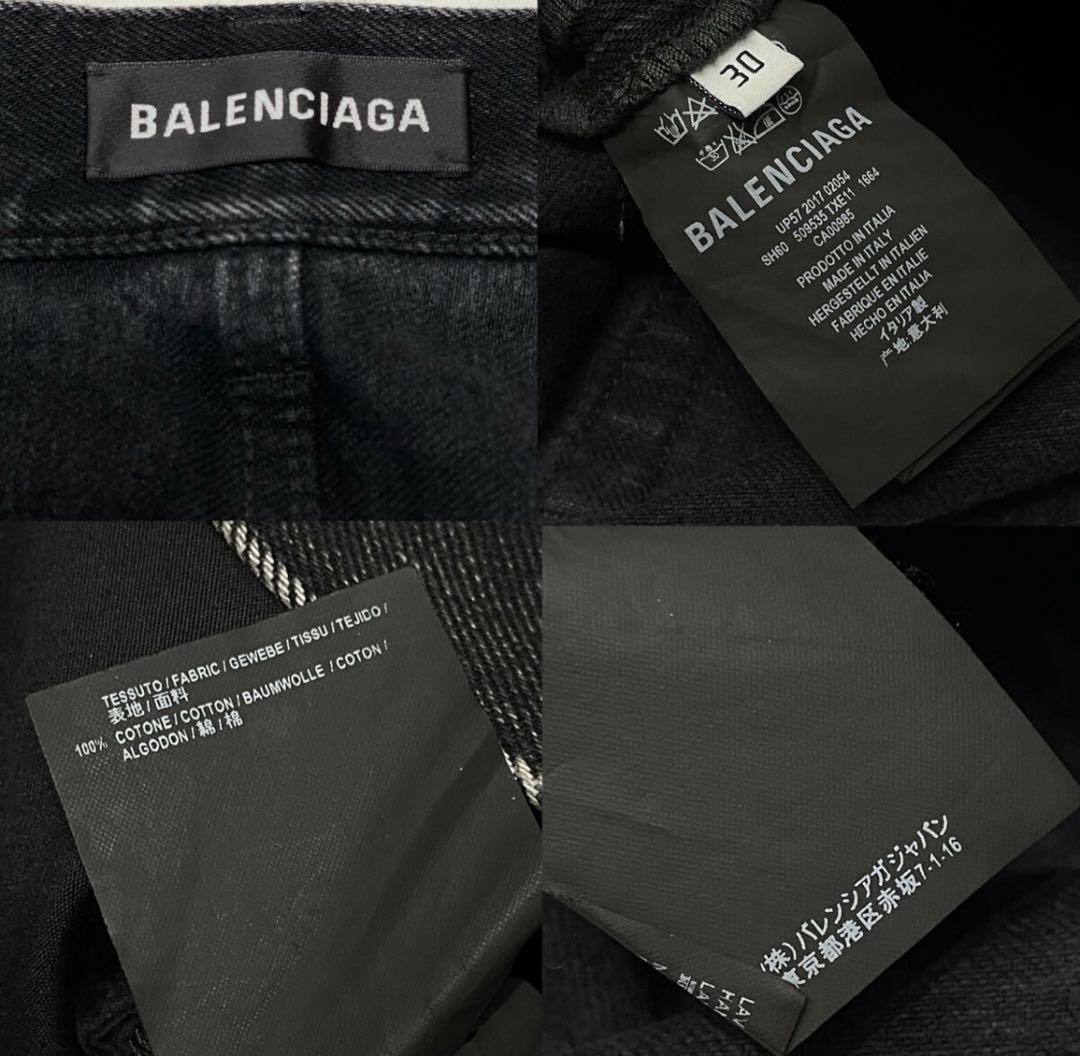 BALENCIAGA
30
BALENCIAGA
UP57 2017 02054
SH60 509535 TXE11 1664
CA00985
PRODOTTO IN ITALIA
MADE IN ITALY
HERGESTELLT IN ITALIEN
FABRIQUE EN ITALIE
HECHO EN ITALIA
イタリア製
产地:意大利
TESSUTO / FABRIC / GEWEBE / TISSU / TEJIDO /
表地 / 面料
100% COTONE / COTTON / BAUMWOLLE / COTON /
ALGODON / 綿 / 棉
(株)バレンシアガジャパン
東京都港区赤坂7-1-16